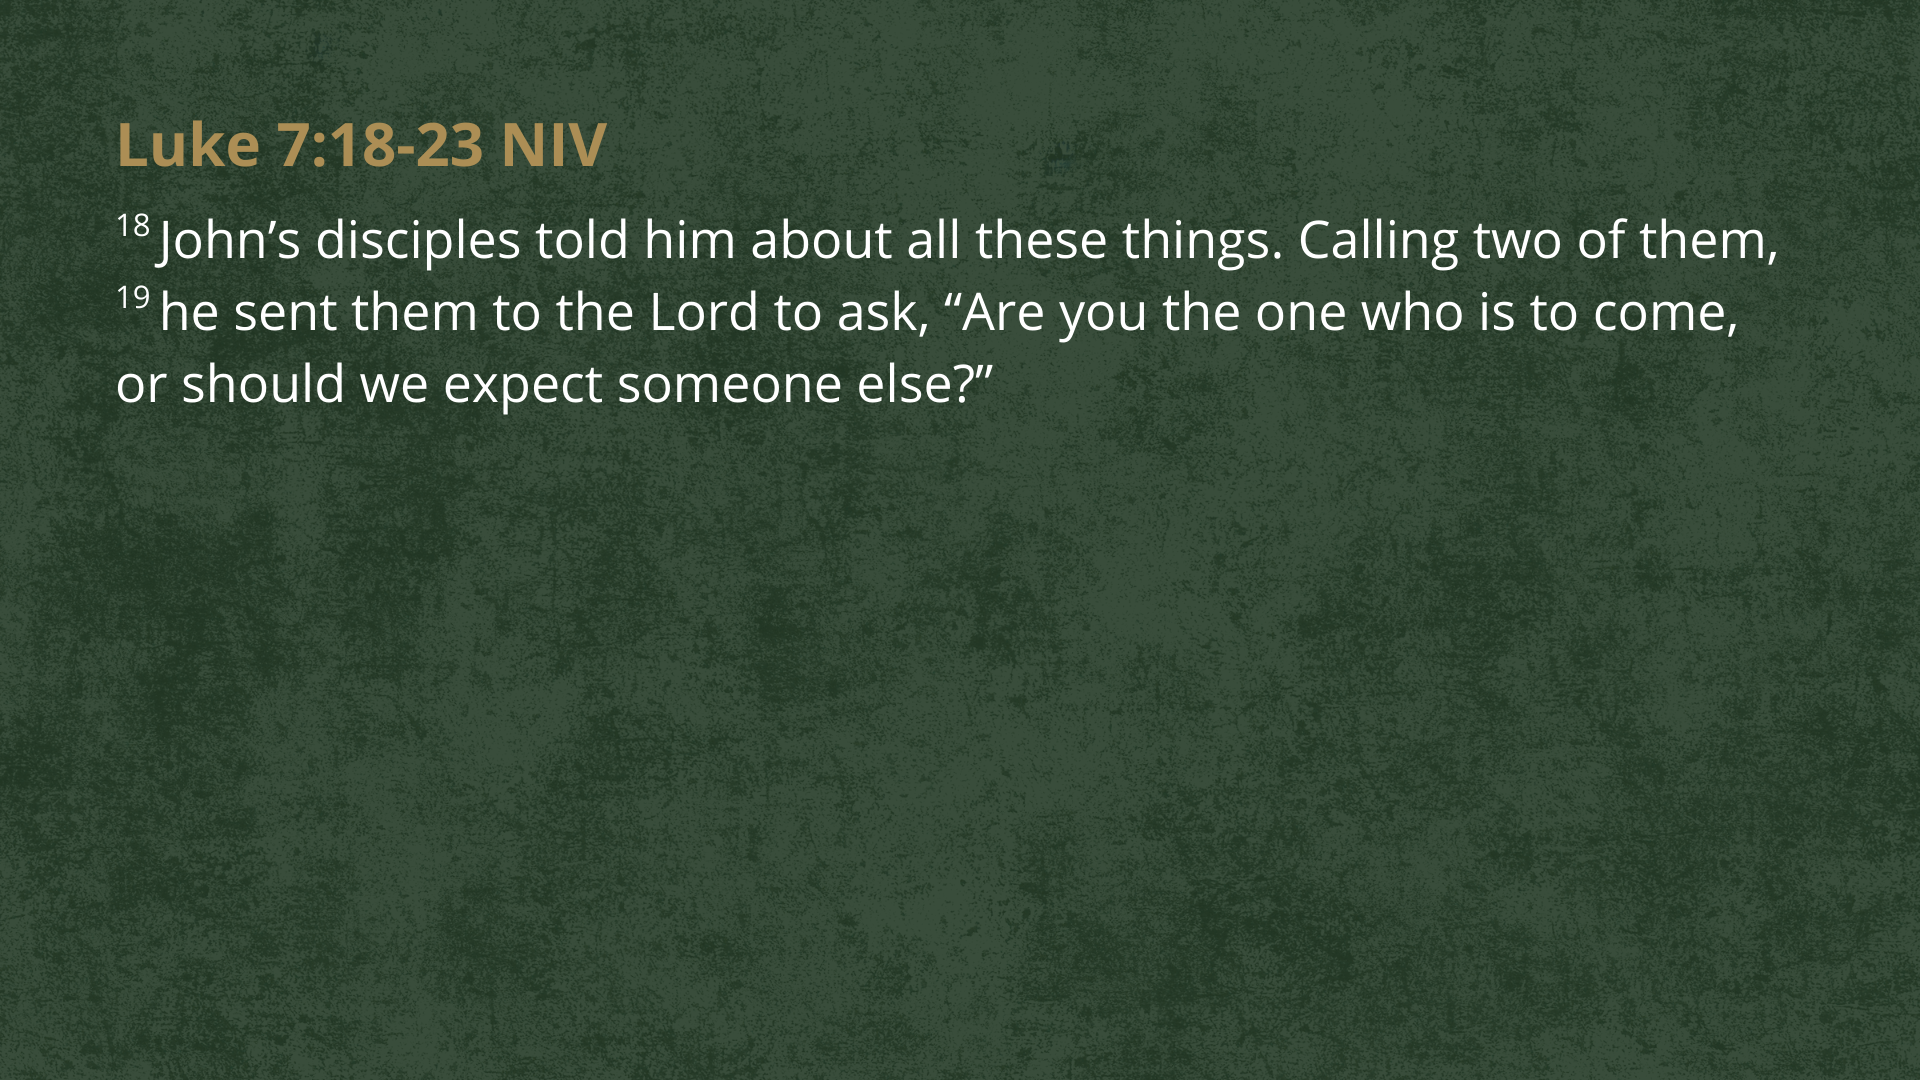 Luke 7:18-23 NIV
18 John’s disciples told him about all these things. Calling two of them,
19 he sent them to the Lord to ask, “Are you the one who is to come,
or should we expect someone else?”